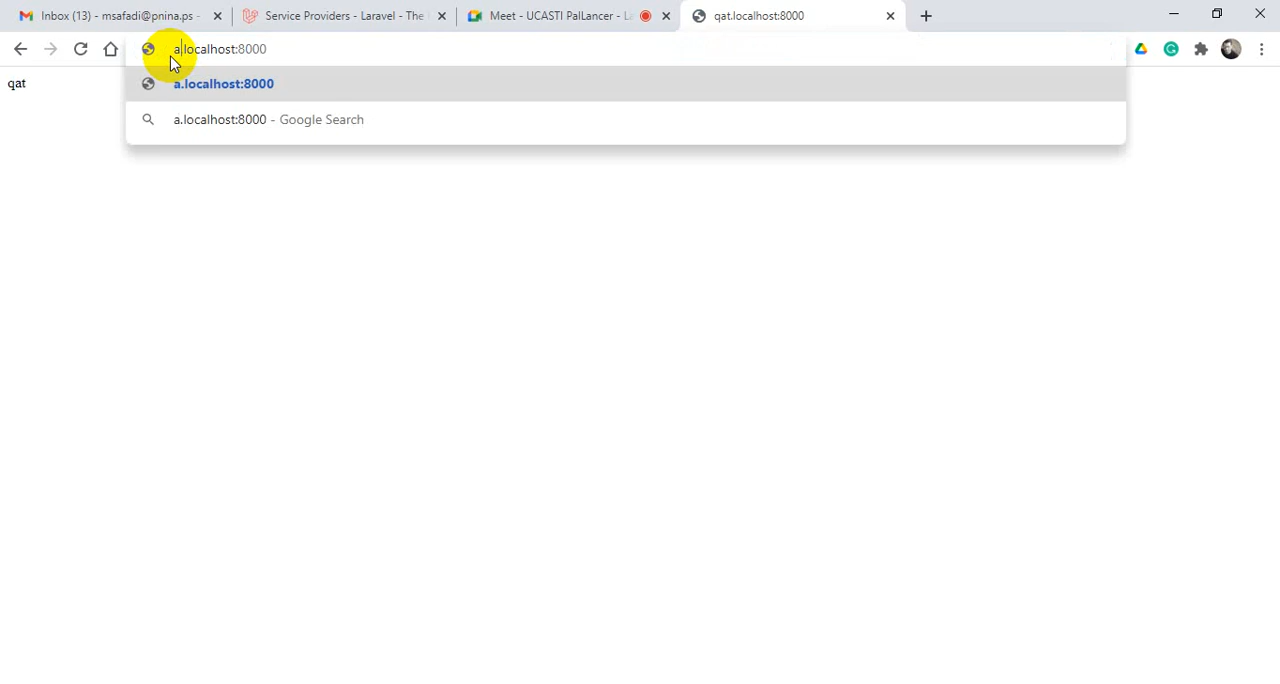 Inbox (13) - msafadi@pnina.ps -
Service Providers - Laravel - The
Meet - UCASTI PalLancer - La
qat.localhost:8000
a.localhost:8000
a.localhost:8000
a.localhost:8000 - Google Search
qat